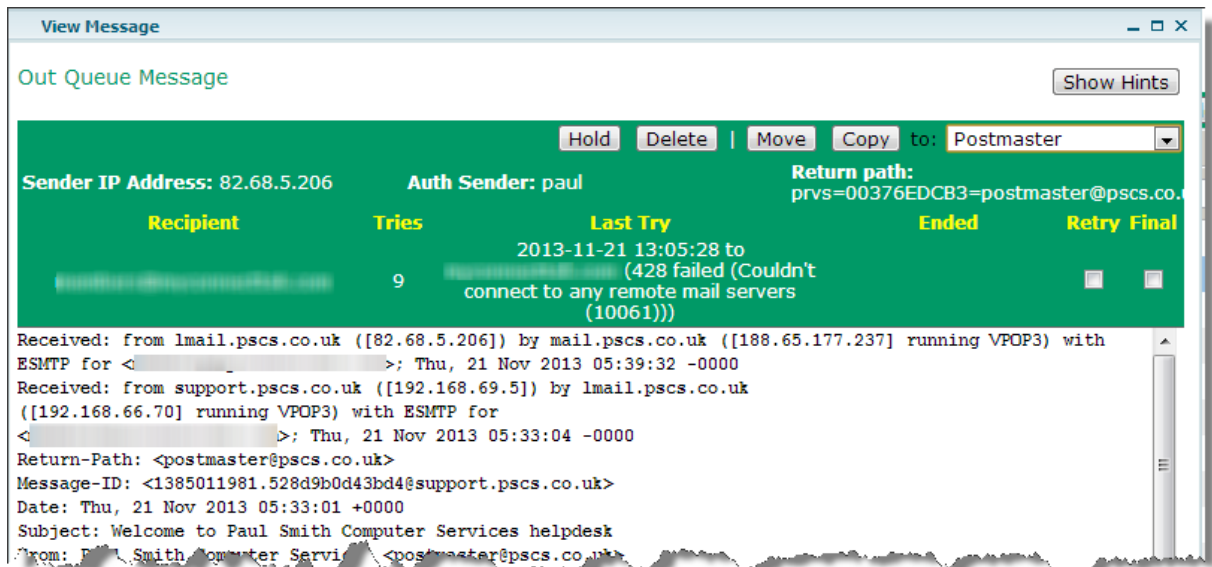 View Message
Out Queue Message
Show Hints
Hold Delete | Move Copy to: Postmaster
Sender IP Address: 82.68.5.206 Auth Sender: paul Return path:
prvs=00376EDCB3=postmaster@pscs.co.
Recipient Tries Last Try Ended Retry Final
2013-11-21 13:05:28 to
(428 failed (Couldn't
9
connect to any remote mail servers
(10061)))
Received: from lmail.pscs.co.uk ([82.68.5.206]) by mail.pscs.co.uk ([188.65.177.237] running VPOP3) with
ESMTP for < >; Thu, 21 Nov 2013 05:39:32 -0000
Received: from support.pscs.co.uk ([192.168.69.5]) by lmail.pscs.co.uk
([192.168.66.70] running VPOP3) with ESMTP for
< >; Thu, 21 Nov 2013 05:33:04 -0000
Return-Path: <postmaster@pscs.co.uk>
Message-ID: <1385011981.528d9b0d43bd4@support.pscs.co.uk>
Date: Thu, 21 Nov 2013 05:33:01 +0000
Subject: Welcome to Paul Smith Computer Services helpdesk
Smith Computer <postmaster@pscs.co.uk>